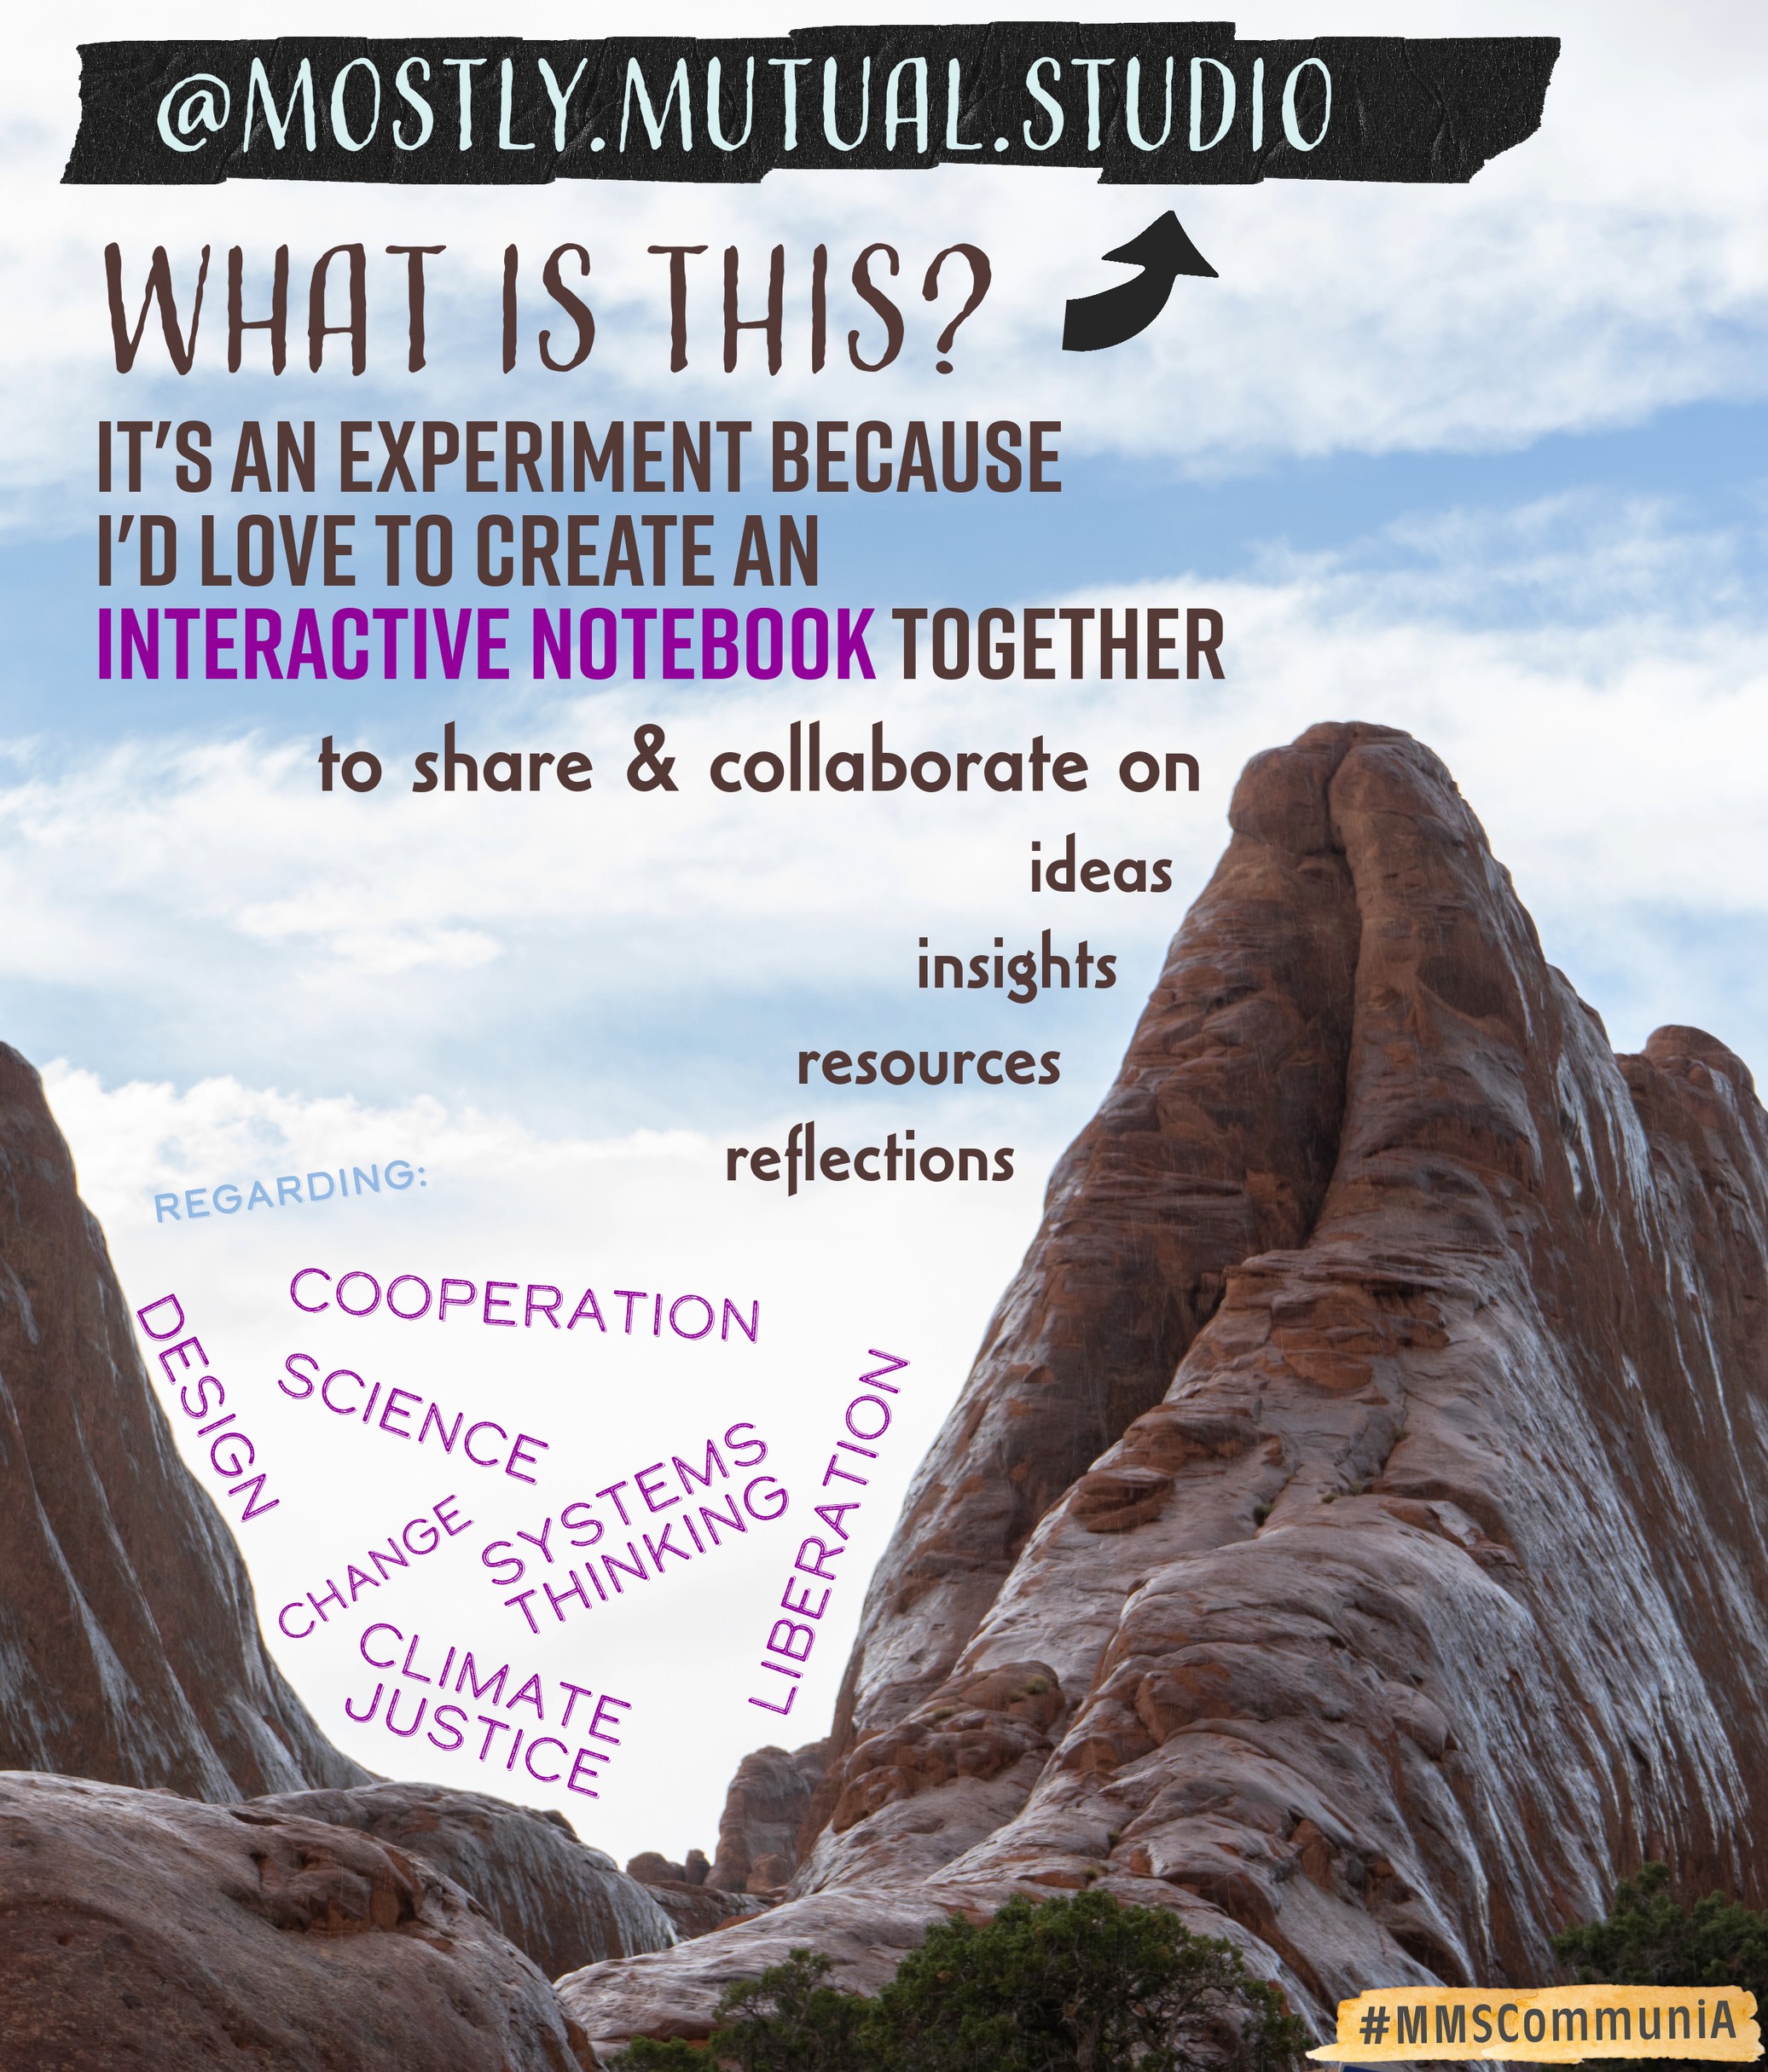 @MOSTLY.MUTUAL.STUDIO
WHAT IS THIS?
IT'S AN EXPERIMENT BECAUSE
I'D LOVE TO CREATE AN
INTERACTIVE NOTEBOOK TOGETHER
to share & collaborate on
ideas
insights
resources
reflections
REGARDING:
COOPERATION
DESIGN
SCIENCE
SYSTEMS
THINKING
LIBERATION
CHANGE
CLIMATE
JUSTICE
#MMSCommuniA